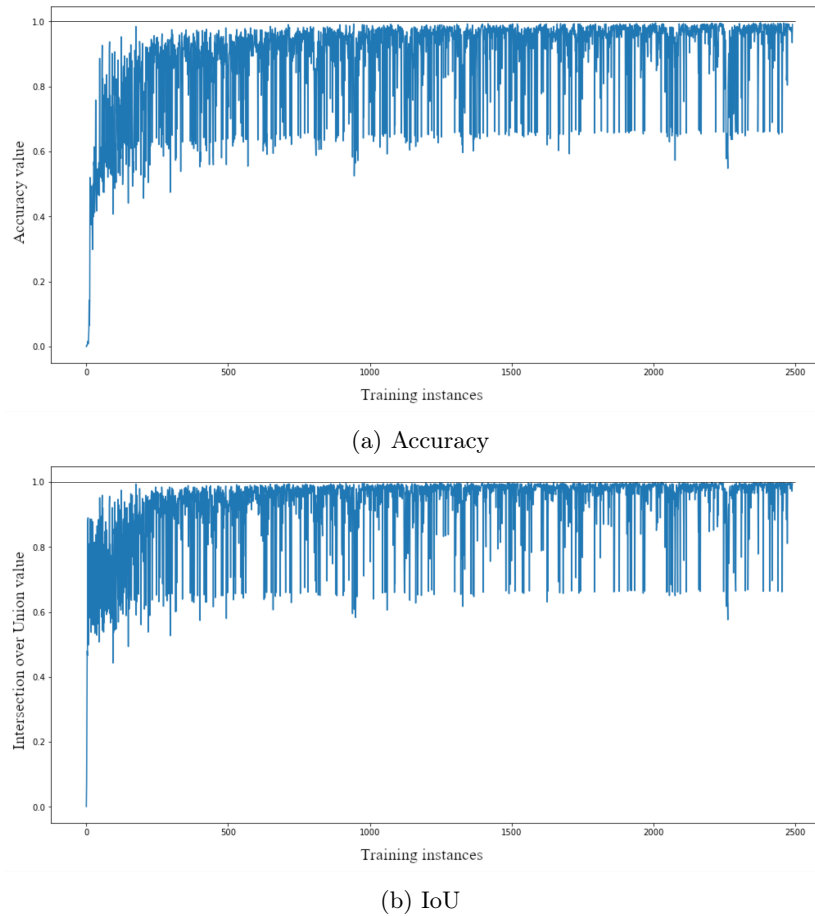 1.0
0.8
0.6
0.4
0.2
0.0
Accuracy value
0 500 1000 1500 2000 2500
Training instances
(a) Accuracy
1.0
0.8
0.6
0.4
0.2
0.0
Intersection over Union value
0 500 1000 1500 2000 2500
Training instances
(b) IoU